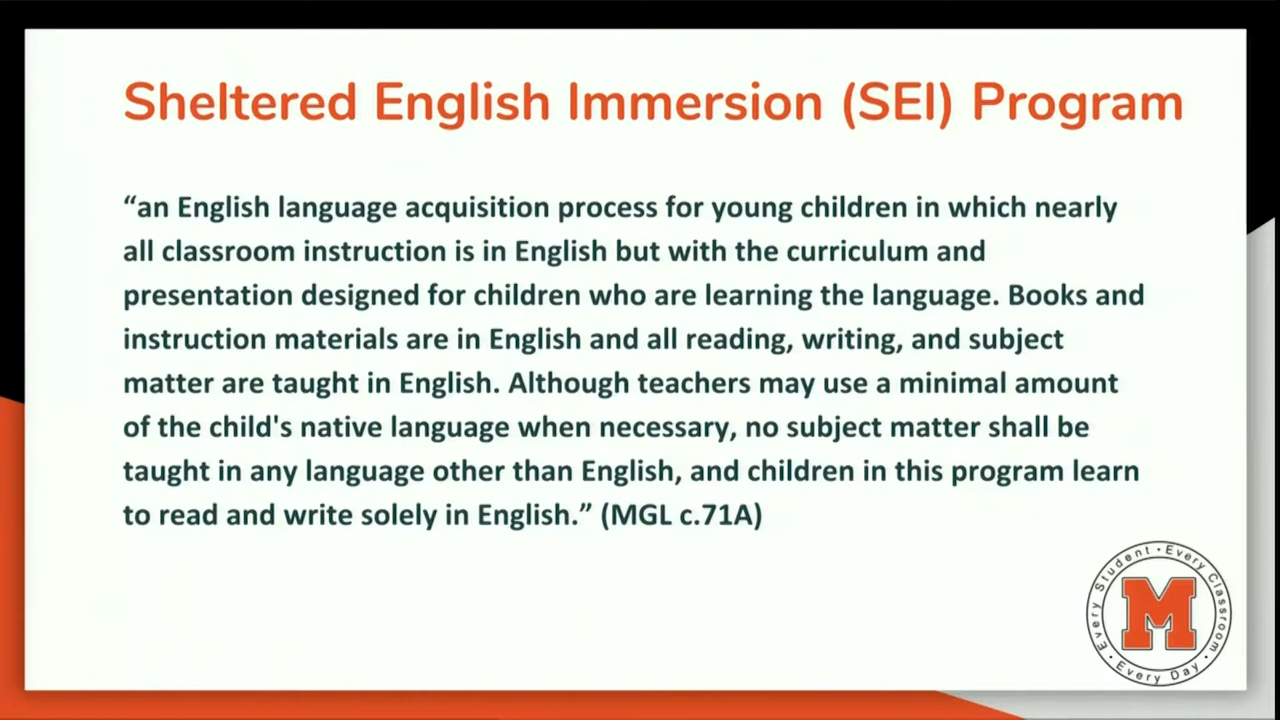 Sheltered English Immersion (SEI) Program
“an English language acquisition process for young children in which nearly
all classroom instruction is in English but with the curriculum and
presentation designed for children who are learning the language. Books and
instruction materials are in English and all reading, writing, and subject
matter are taught in English. Although teachers may use a minimal amount
of the child's native language when necessary, no subject matter shall be
taught in any language other than English, and children in this program learn
to read and write solely in English.” (MGL c.71A)
• Every Student • Every Classroom • Every Day
M